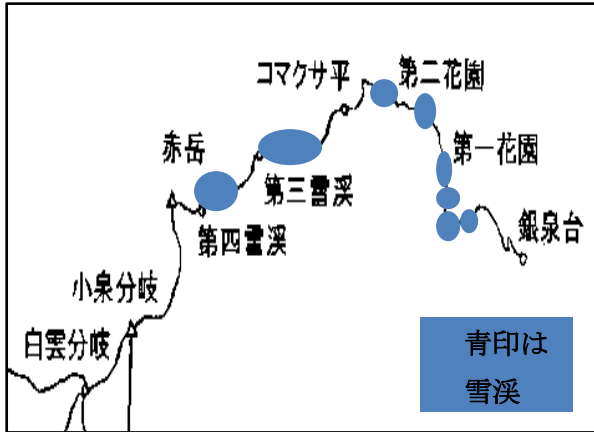 コマクサ平
第二花園
赤岳
第一花園
第三雪渓
第四雪渓
銀泉台
小泉分岐
白雲分岐
青印は
雪渓